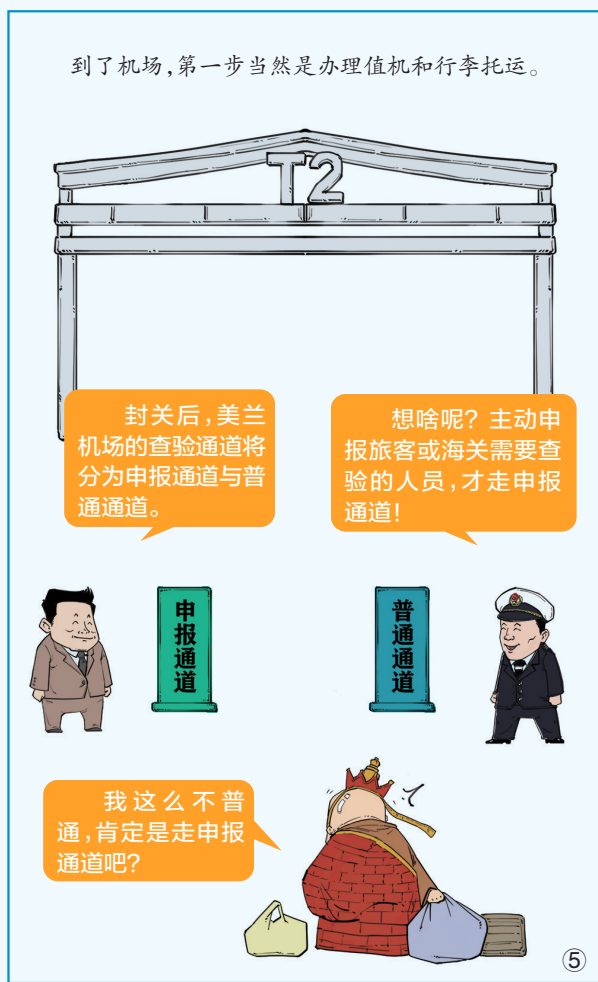 到了机场,第一步当然是办理值机和行李托运。
T2
封关后,美兰
机场的查验通道将
分为申报通道与普
通通道。
想啥呢?主动申
报旅客或海关需要查
验的人员,才走申报
通道!
申报通道
普通通道
我这么不普
通,肯定是走申报
通道吧?
⑤